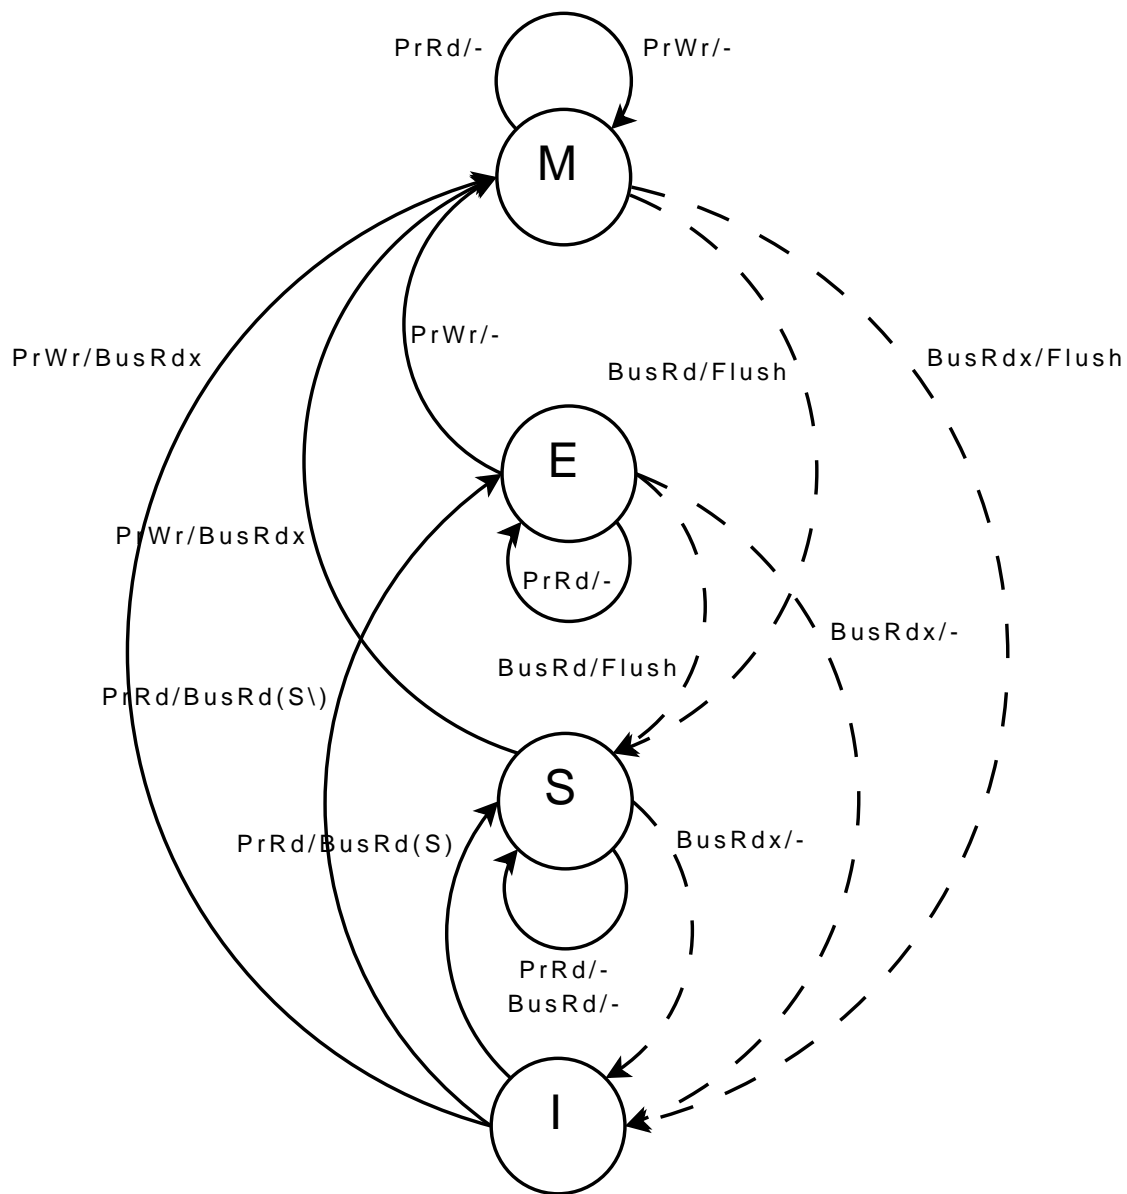 PrRd/-
PrWr/-
M
PrWr/-
PrWr/BusRdx
BusRd/Flush
BusRdx/Flush
E
PrWr/BusRdx
PrRd/-
BusRdx/-
BusRd/Flush
PrRd/BusRd(S\)
S
PrRd/BusRd(S)
BusRdx/-
PrRd/-
BusRd/-
I